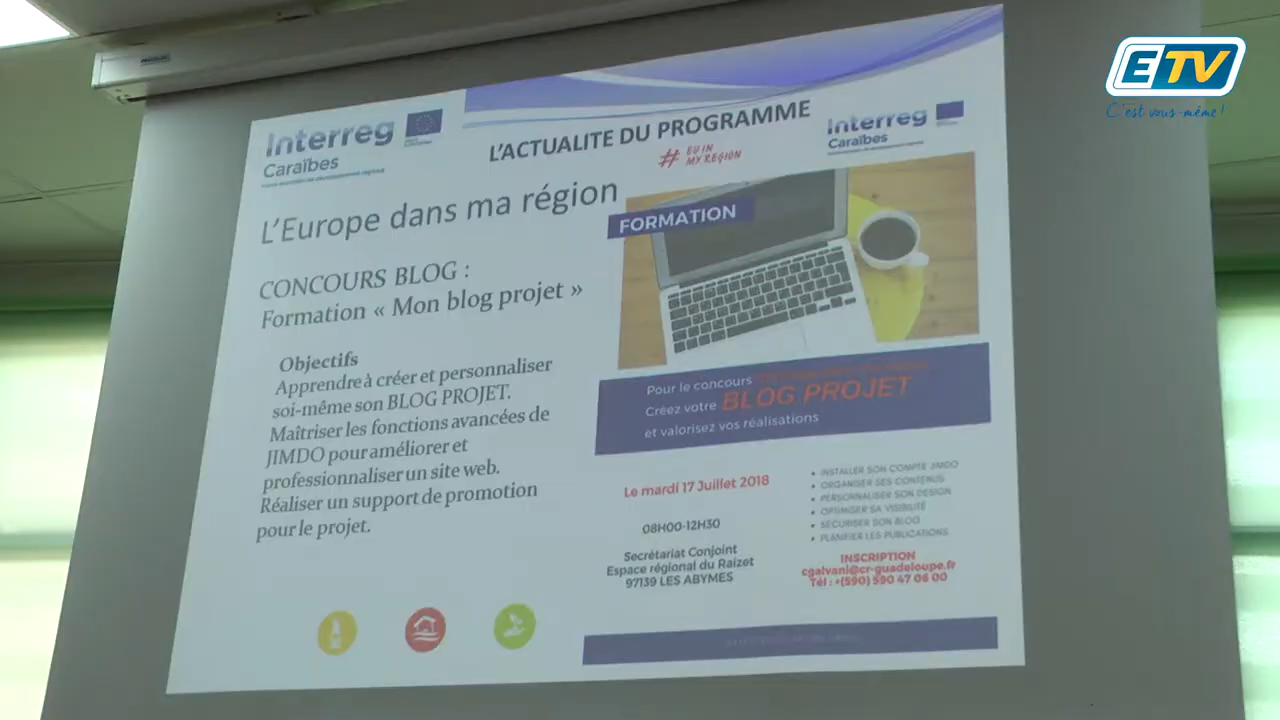 ETV
C'est vous-même !
Interreg
Caraïbes
L'ACTUALITE DU PROGRAMME
# EU IN
MY REGION
Interreg
Caraïbes
L'Europe dans ma région
FORMATION
CONCOURS BLOG :
Formation « Mon blog projet »
Objectifs
Apprendre à créer et personnaliser
soi-même son BLOG PROJET.
Maîtriser les fonctions avancées de
JIMDO pour améliorer et
professionnaliser un site web.
Réaliser un support de promotion
pour le projet.
Pour le concours
Créez votre BLOG PROJET
et valorisez vos réalisations
Le mardi 17 Juillet 2018
08H00-12H30
Secrétariat Conjoint
Espace régional du Raizet
97139 LES ABYMES
• INSTALLER SON COMPTE JIMDO
• ORGANISER SES CONTENUS
• PERSONNALISER SON DESIGN
• OPTIMISER SA VISIBILITÉ
• SÉCURISER SON BLOG
• PLANIFIER LES PUBLICATIONS
INSCRIPTION
cgalvani@cr-guadeloupe.fr
Tél : +(590) 590 47 06 00